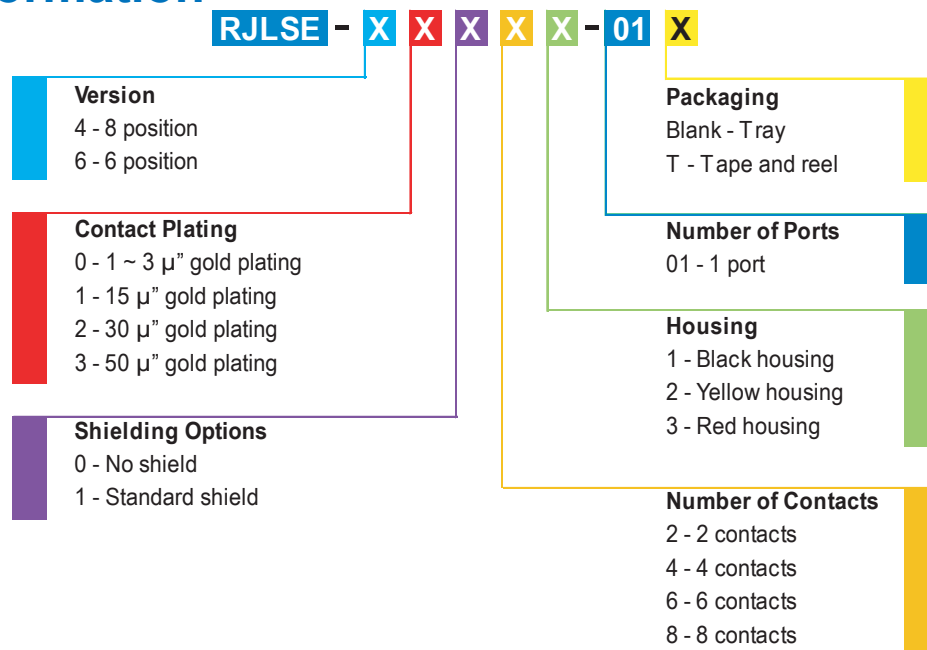 RJLSE - X X X X X - 01 X
Version
4 - 8 position
6 - 6 position
Contact Plating
0 - 1 ~ 3 µ” gold plating
1 - 15 µ” gold plating
2 - 30 µ” gold plating
3 - 50 µ” gold plating
Shielding Options
0 - No shield
1 - Standard shield
Packaging
Blank - Tray
T - Tape and reel
Number of Ports
01 - 1 port
Housing
1 - Black housing
2 - Yellow housing
3 - Red housing
Number of Contacts
2 - 2 contacts
4 - 4 contacts
6 - 6 contacts
8 - 8 contacts